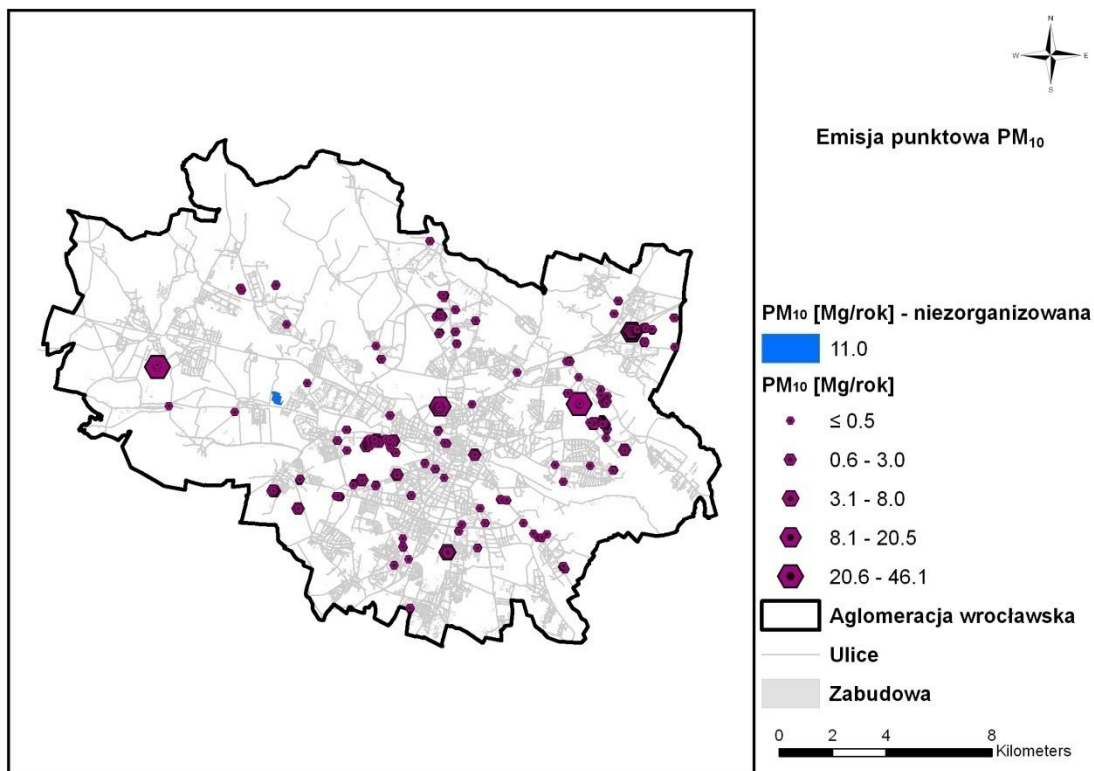 N
W E
S
Emisja punktowa PM₁₀
PM₁₀ [Mg/rok] - niezorganizowana
11.0
PM₁₀ [Mg/rok]
≤ 0.5
0.6 - 3.0
3.1 - 8.0
8.1 - 20.5
20.6 - 46.1
Aglomeracja wrocławska
Ulice
Zabudowa
0 2 4 8
Kilometers